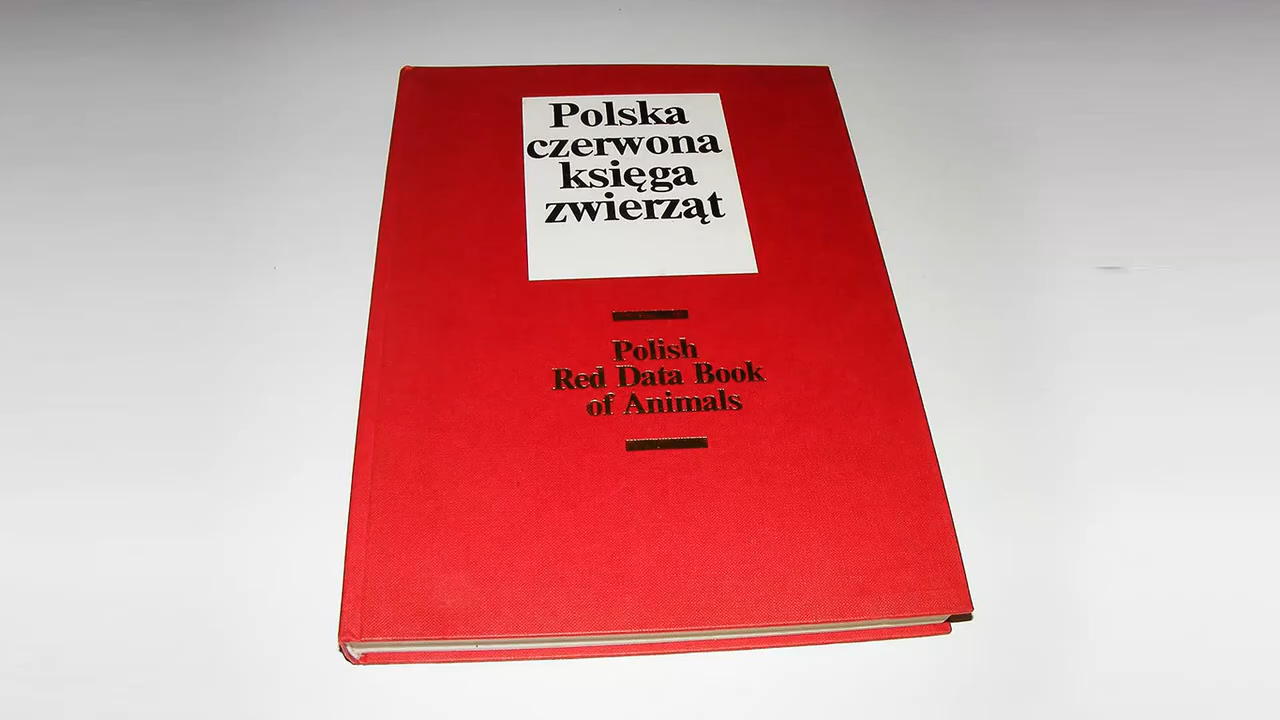 Polska
czerwona
księga
zwierząt
Polish
Red Data Book
of Animals